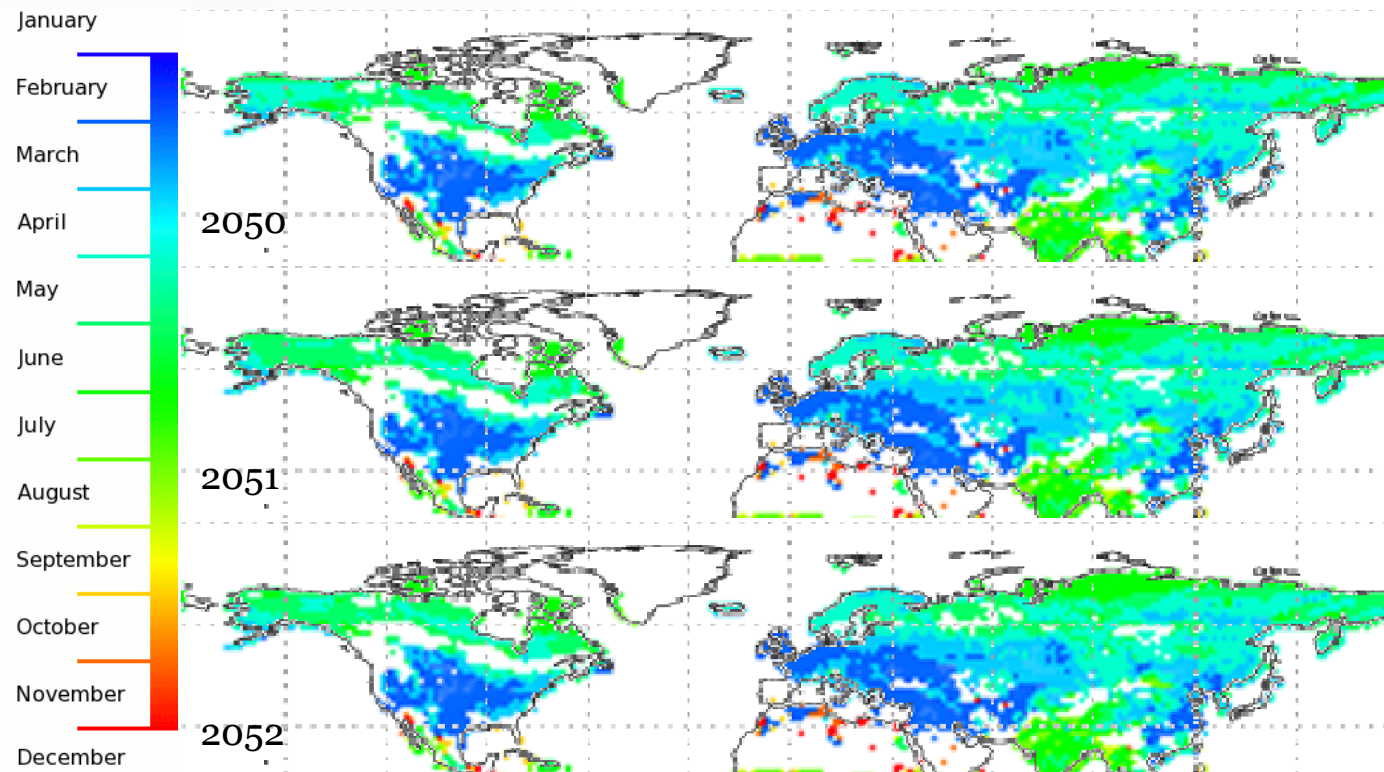 January
February
March
April
May
June
July
August
September
October
November
December
2050
2051
2052